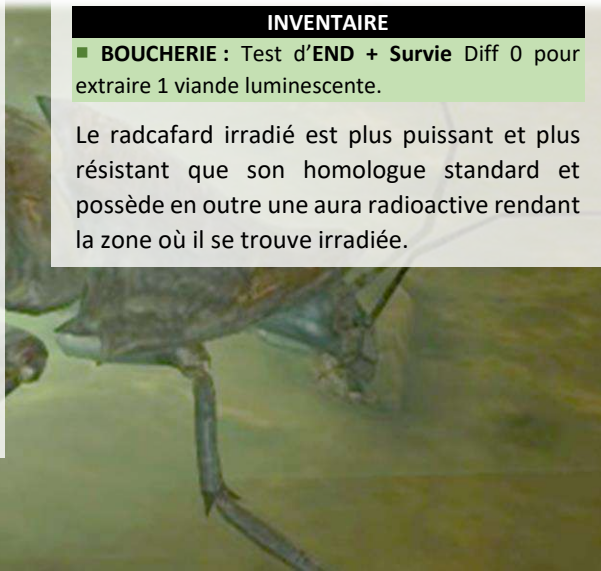 INVENTAIRE
▪ BOUCHERIE : Test d’END + Survie Diff 0 pour
extraire 1 viande luminescente.
Le radcafard irradié est plus puissant et plus
résistant que son homologue standard et
possède en outre une aura radioactive rendant
la zone où il se trouve irradiée.